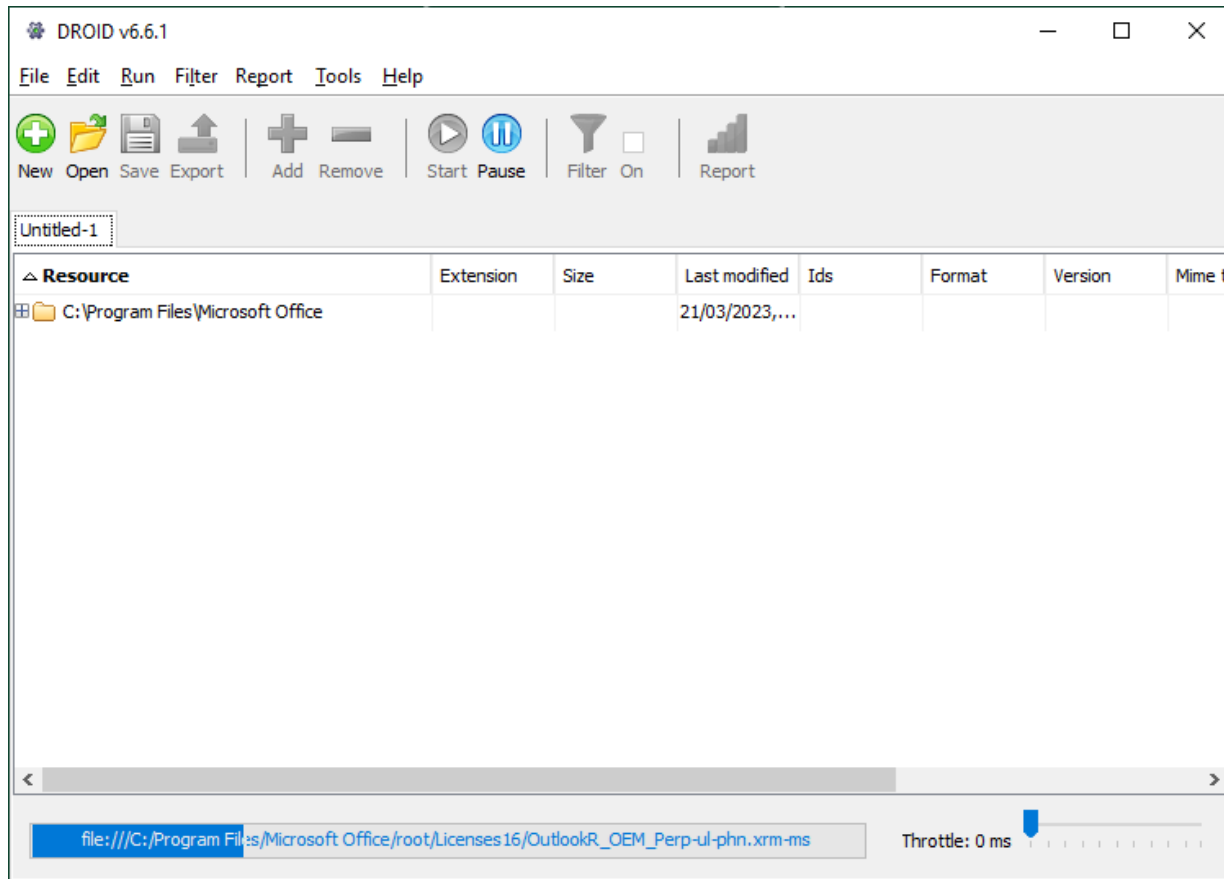 DROID v6.6.1
File Edit Run Filter Report Tools Help
New Open Save Export Add Remove Start Pause Filter On Report
Untitled-1
Resource Extension Size Last modified Ids Format Version Mime t
C:\Program Files\Microsoft Office 21/03/2023,...
file:///C:/Program Files/Microsoft Office/root/Licenses16/OutlookR_OEM_Perp-ul-phn.xrm-ms Throttle: 0 ms